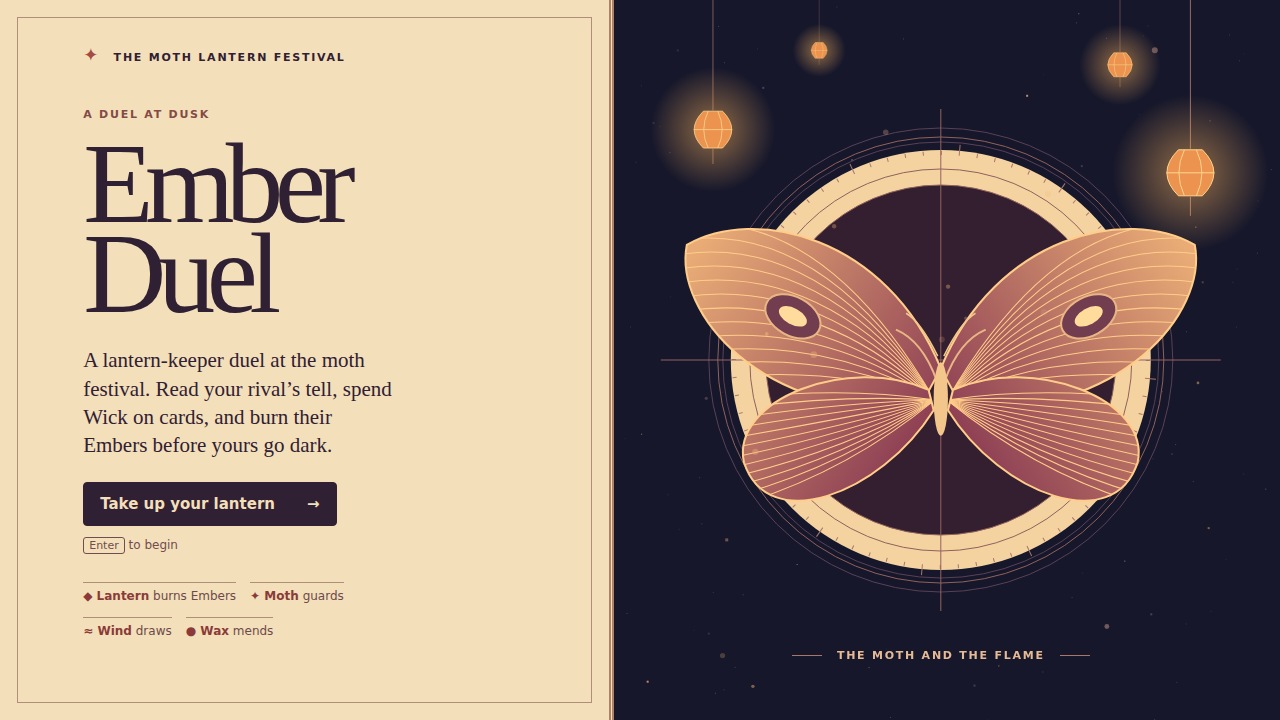 ✦ THE MOTH LANTERN FESTIVAL
A DUEL AT DUSK
Ember
Duel
A lantern-keeper duel at the moth
festival. Read your rival’s tell, spend
Wick on cards, and burn their
Embers before yours go dark.
Take up your lantern →
Enter to begin
◆ Lantern burns Embers ✦ Moth guards
≈ Wind draws ● Wax mends
THE MOTH AND THE FLAME